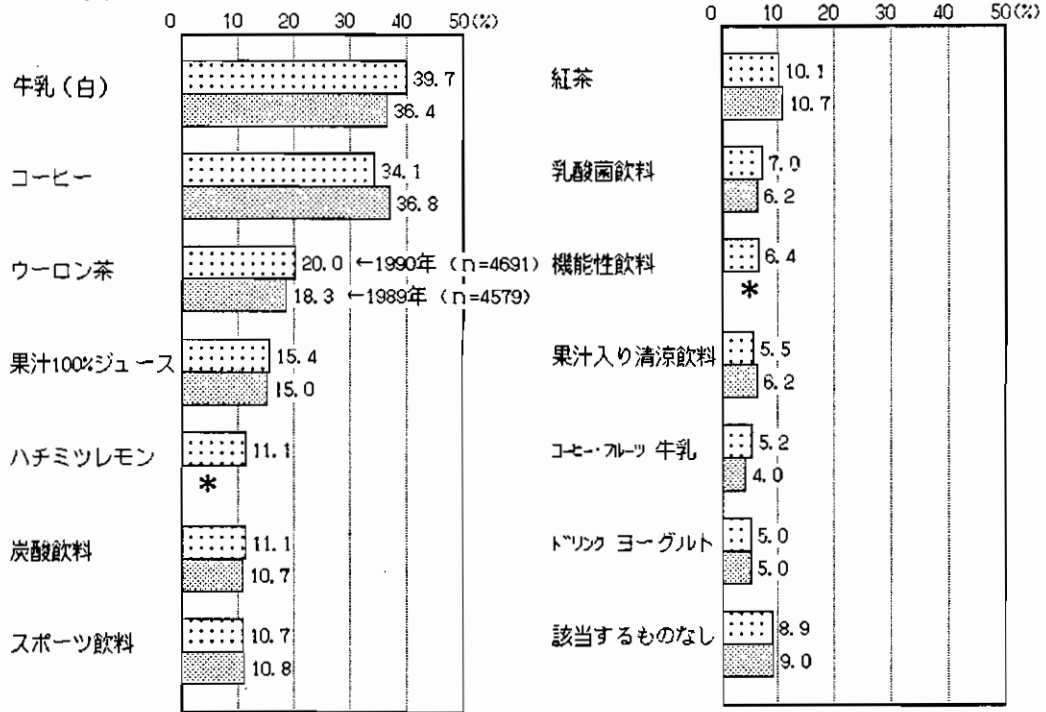 0 10 20 30 40 50(%)
牛乳(白)
39.7
36.4
コーヒー
34.1
36.8
ウーロン茶
20.0 ←1990年 (n=4691)
18.3 ←1989年 (n=4579)
果汁100%ジュース
15.4
15.0
ハチミツレモン
11.1
*
炭酸飲料
11.1
10.7
スポーツ飲料
10.7
10.8
0 10 20 30 40 50(%)
紅茶
10.1
10.7
乳酸菌飲料
7.0
6.2
機能性飲料
6.4
*
果汁入り清涼飲料
5.5
6.2
コーヒー・フルーツ 牛乳
5.2
4.0
ドリンク ヨーグルト
5.0
5.0
該当するものなし
8.9
9.0